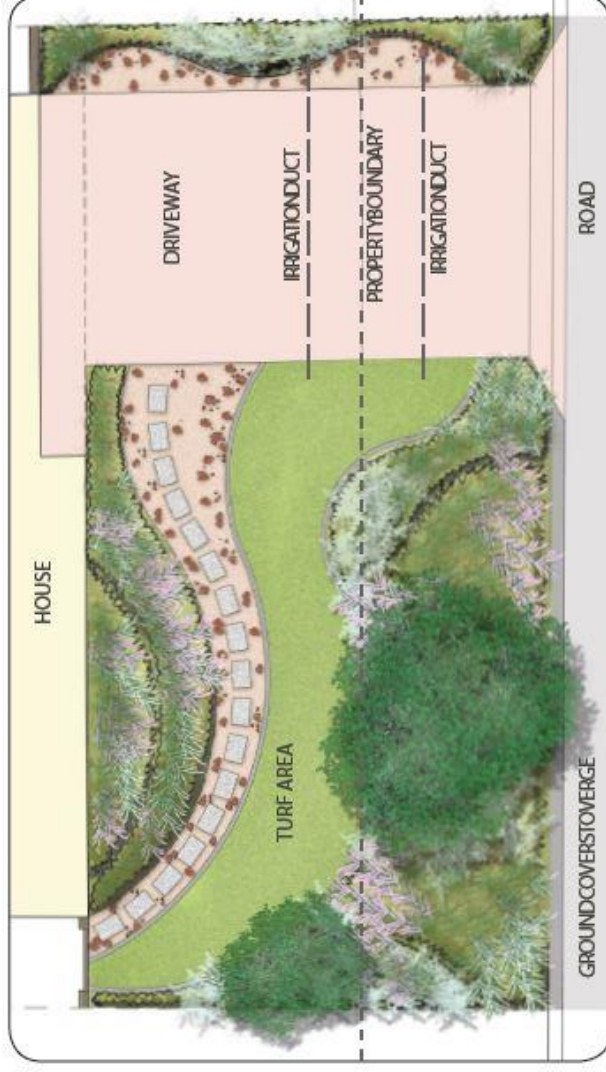 HOUSE
DRIVEWAY
IRRIGATIONDUCT
PROPERTYBOUNDARY
IRRIGATIONDUCT
TURF AREA
GROUNDCOVERSTOVERGE
ROAD